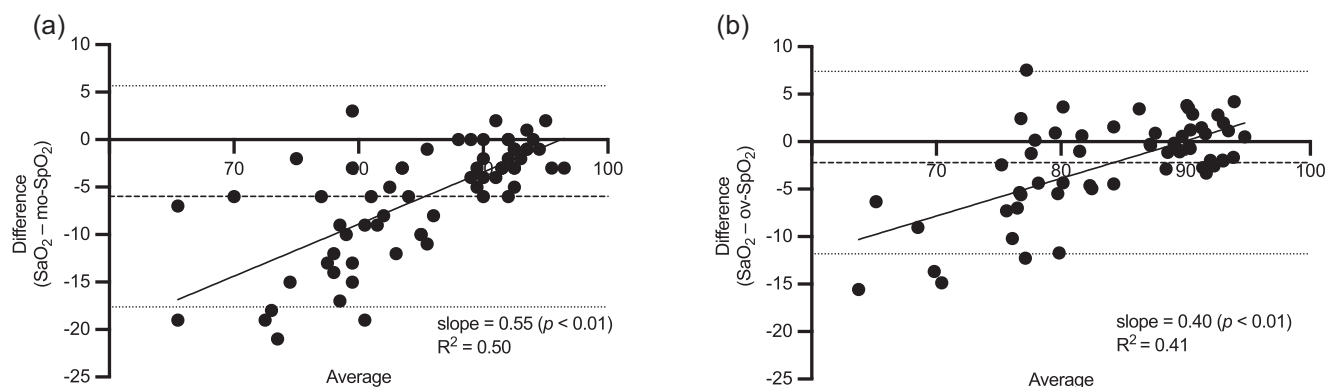 (a)
10
5
0
-5
-10
-15
-20
-25
Difference
(SaO2 – mo-SpO2)
70
80
90
100
slope = 0.55 (p < 0.01)
R2 = 0.50
Average
(b)
10
5
0
-5
-10
-15
-20
-25
Difference
(SaO2 – ov-SpO2)
70
80
90
100
slope = 0.40 (p < 0.01)
R2 = 0.41
Average